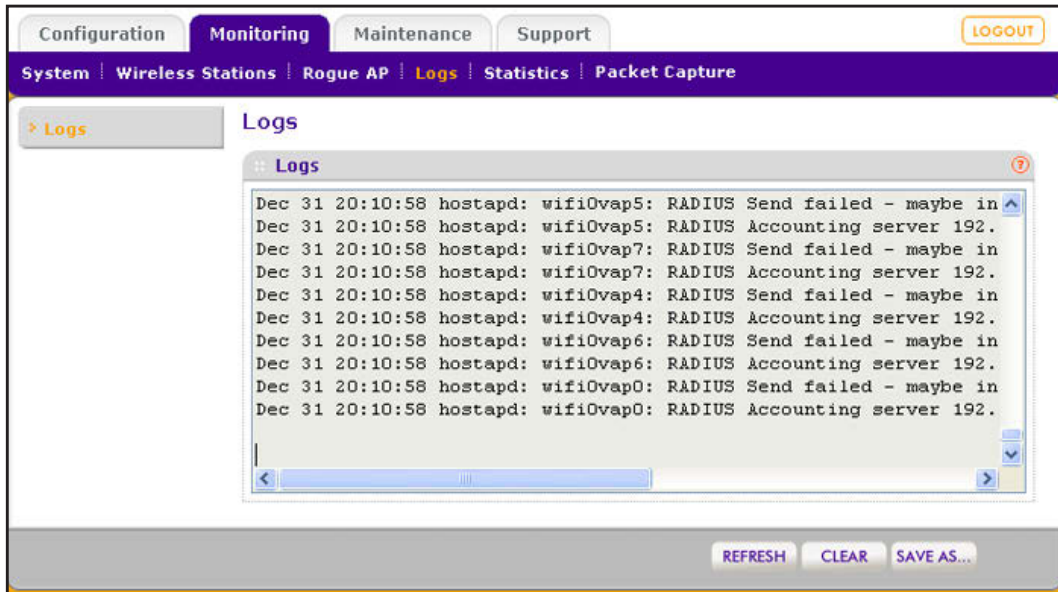 Configuration Monitoring Maintenance Support LOGOUT
System Wireless Stations Rogue AP Logs Statistics Packet Capture
> Logs
Logs
Logs ?
Dec 31 20:10:58 hostapd: wifi0vap5: RADIUS Send failed - maybe in
Dec 31 20:10:58 hostapd: wifi0vap5: RADIUS Accounting server 192.
Dec 31 20:10:58 hostapd: wifi0vap7: RADIUS Send failed - maybe in
Dec 31 20:10:58 hostapd: wifi0vap7: RADIUS Accounting server 192.
Dec 31 20:10:58 hostapd: wifi0vap4: RADIUS Send failed - maybe in
Dec 31 20:10:58 hostapd: wifi0vap4: RADIUS Accounting server 192.
Dec 31 20:10:58 hostapd: wifi0vap6: RADIUS Send failed - maybe in
Dec 31 20:10:58 hostapd: wifi0vap6: RADIUS Accounting server 192.
Dec 31 20:10:58 hostapd: wifi0vap0: RADIUS Send failed - maybe in
Dec 31 20:10:58 hostapd: wifi0vap0: RADIUS Accounting server 192.
REFRESH CLEAR SAVE AS...